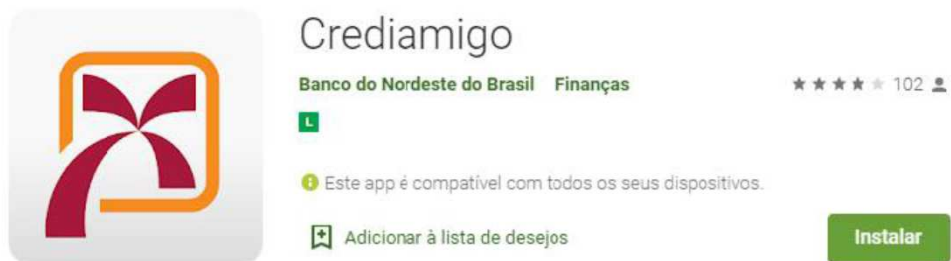 Crediamigo
Banco do Nordeste do Brasil Finanças 102
L
Este app é compatível com todos os seus dispositivos.
Adicionar à lista de desejos Instalar